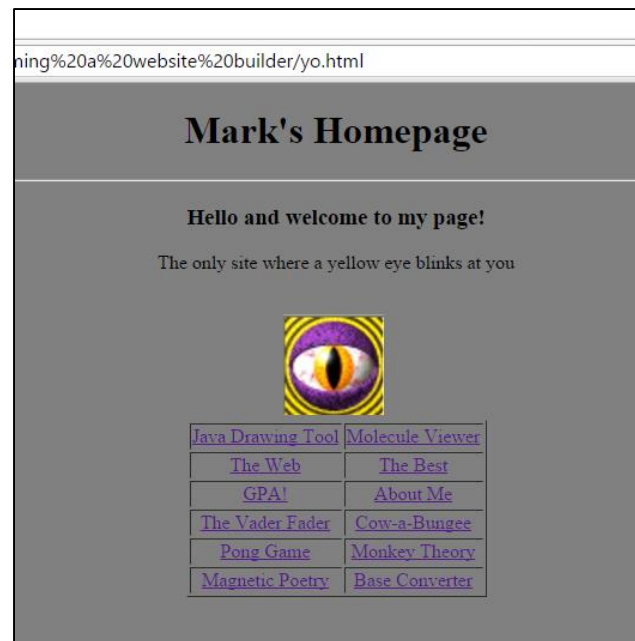 ning%20a%20website%20builder/yo.html
Mark's Homepage
Hello and welcome to my page!
The only site where a yellow eye blinks at you
Java Drawing Tool Molecule Viewer
The Web The Best
GPA! About Me
The Vader Fader Cow-a-Bungee
Pong Game Monkey Theory
Magnetic Poetry Base Converter